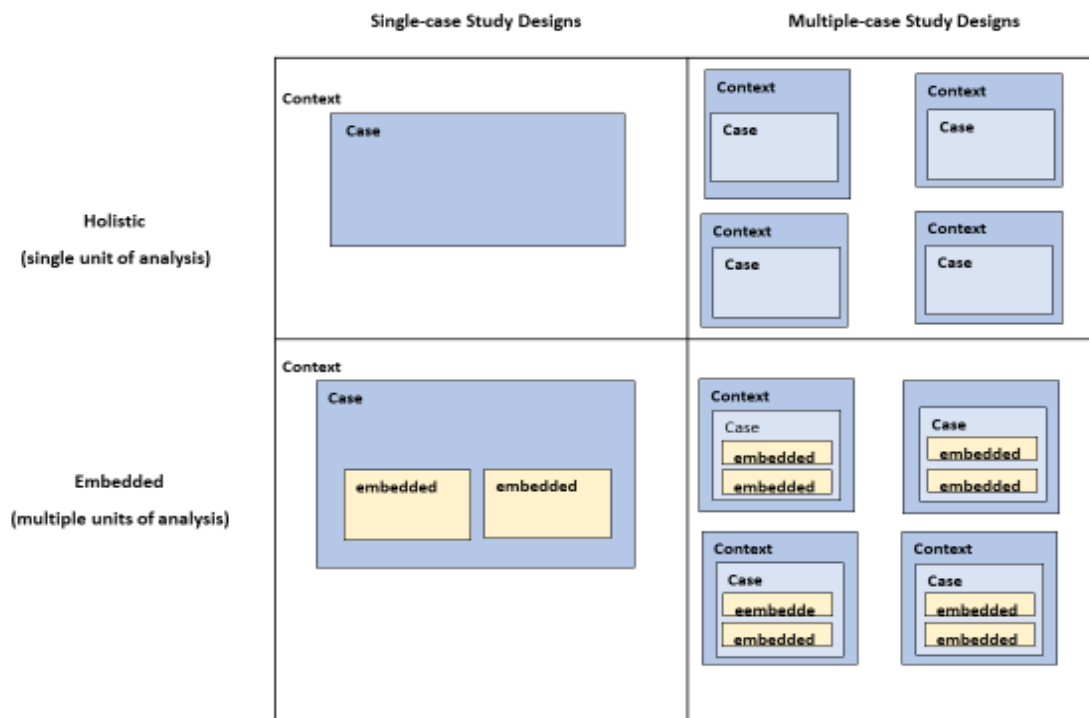 Single-case Study Designs
Multiple-case Study Designs
Holistic
(single unit of analysis)
Context
Case
Context
Case
Context
Case
Context
Case
Context
Case
Embedded
(multiple units of analysis)
Context
Case
embedded
embedded
Context
Case
embedded
embedded
Case
embedded
embedded
Context
Case
eembedde
embedded
Context
Case
embedded
embedded